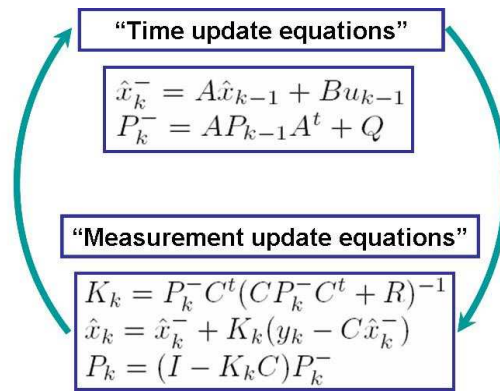 “Time update equations”
x̂ₖ⁻ = Ax̂ₖ₋₁ + Buₖ₋₁
Pₖ⁻ = APₖ₋₁Aᵗ + Q
“Measurement update equations”
Kₖ = Pₖ⁻Cᵗ(CPₖ⁻Cᵗ + R)⁻¹
x̂ₖ = x̂ₖ⁻ + Kₖ(yₖ − Cx̂ₖ⁻)
Pₖ = (I − KₖC)Pₖ⁻